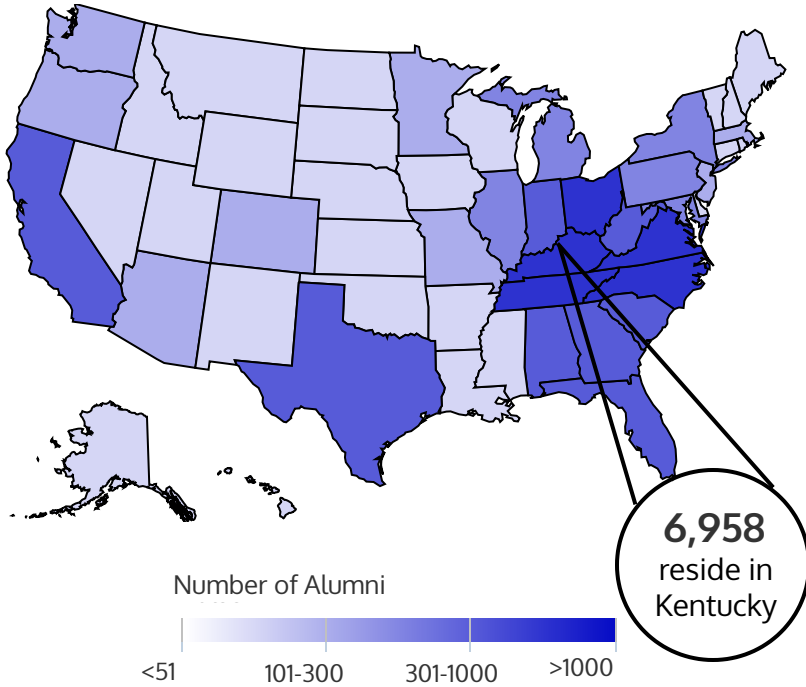 6,958
reside in
Kentucky
Number of Alumni
<51
101-300
301-1000
>1000